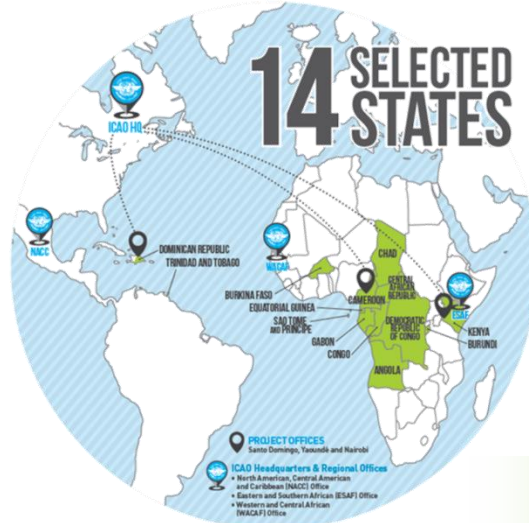 14 SELECTED
STATES
ICAO HQ
NACC
DOMINICAN REPUBLIC
TRINIDAD AND TOBAGO
WACAF
CHAD
CENTRAL
AFRICAN
REPUBLIC
BURKINA FASO
CAMEROON
EQUATORIAL GUINEA
SAO TOME
AND PRINCIPE
GABON
CONGO
DEMOCRATIC
REPUBLIC
OF CONGO
ESAF
KENYA
BURUNDI
ANGOLA
PROJECT OFFICES
Santo Domingo, Yaoundè and Nairobi
ICAO Headquarters & Regional Offices
• North American, Central American
and Caribbean (NACC) Office
• Eastern and Southern African (ESAF) Office
• Western and Central African
(WACAF) Office